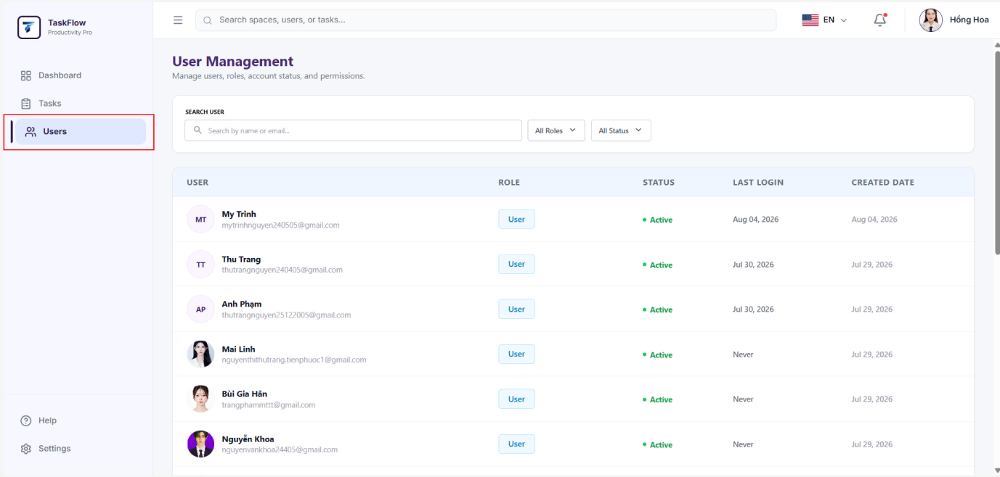 TaskFlow
Productivity Pro
Search spaces, users, or tasks...
EN
Hồng Hoa
Dashboard
Tasks
Users
Help
Settings
User Management
Manage users, roles, account status, and permissions.
SEARCH USER
Search by name or email...
All Roles
All Status
USER ROLE STATUS LAST LOGIN CREATED DATE
MT My Trinh User Active Aug 04, 2026 Aug 04, 2026
mytrinhnguyen240505@gmail.com
TT Thu Trang User Active Jul 30, 2026 Jul 29, 2026
thutrangnguyen240405@gmail.com
AP Anh Phạm User Active Jul 30, 2026 Jul 29, 2026
thutrangnguyen25122005@gmail.com
Mai Linh User Active Never Jul 29, 2026
nguyenthithutrang.tienphuoc1@gmail.com
Bùi Gia Hân User Active Never Jul 29, 2026
trangphammttt@gmail.com
Nguyễn Khoa User Active Never Jul 29, 2026
nguyenvankhoa24405@gmail.com